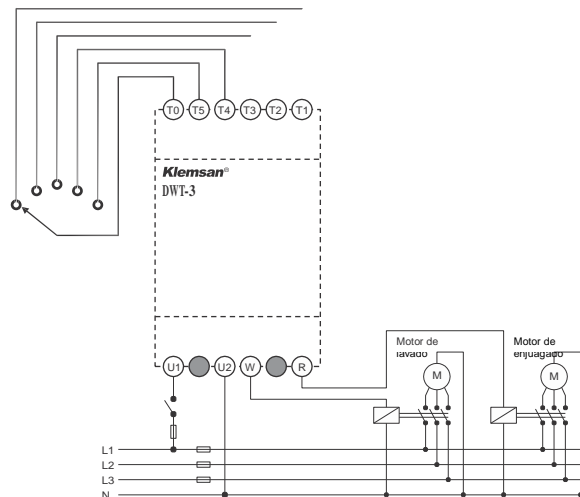 T0 T5 T4 T3 T2 T1
Klemsan®
DWT-3
U1 U2 W R
Motor de
lavado
Motor de
enjuagado
M M
L1
L2
L3
N